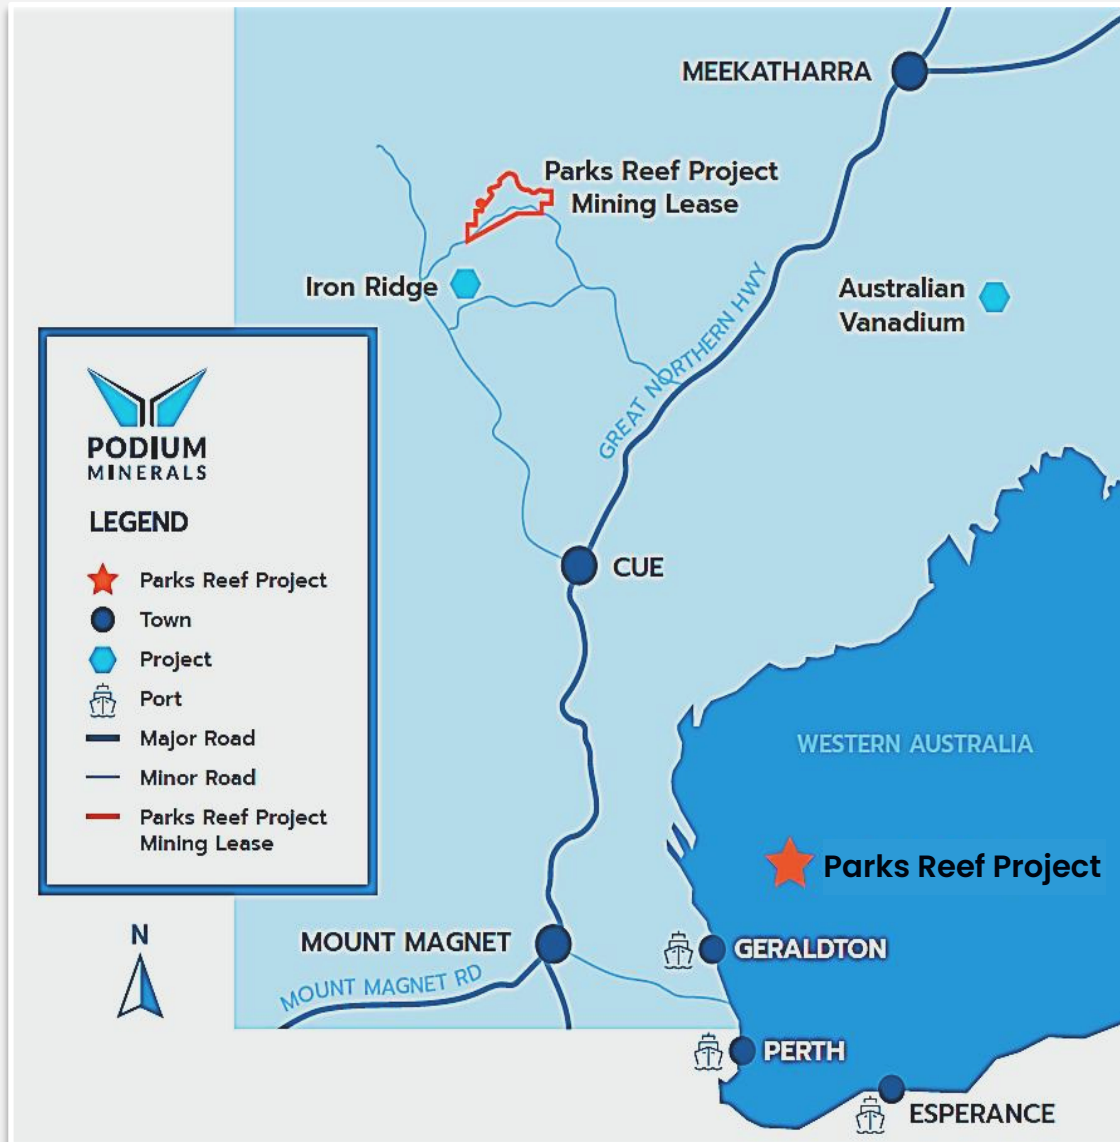 MEEKATHARRA
Parks Reef Project
Mining Lease
Iron Ridge
Australian
Vanadium
GREAT NORTHERN HWY
PODIUM
MINERALS
LEGEND
Parks Reef Project
Town
Project
Port
Major Road
Minor Road
Parks Reef Project
Mining Lease
CUE
WESTERN AUSTRALIA
Parks Reef Project
N
MOUNT MAGNET
MOUNT MAGNET RD
GERALDTON
PERTH
ESPERANCE